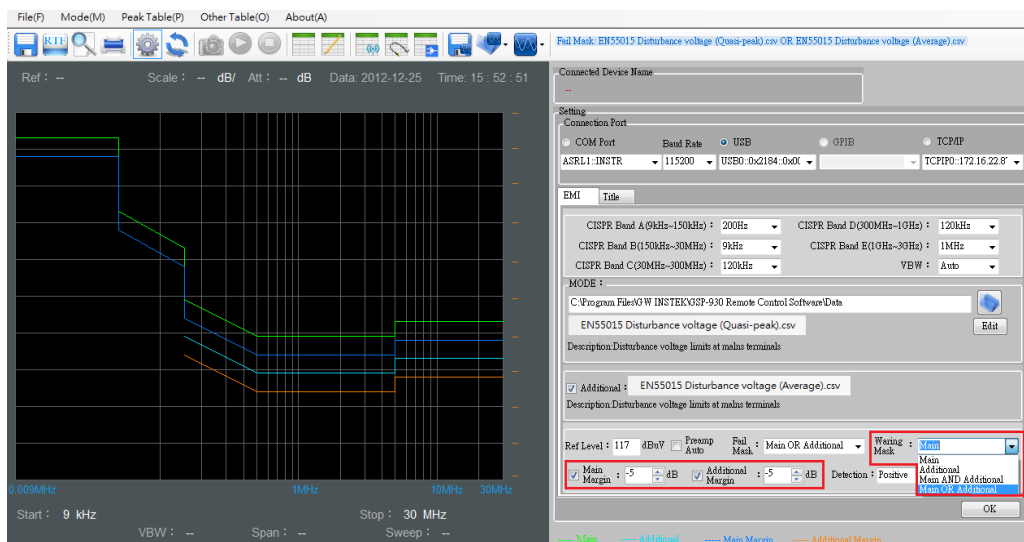 File(F) Mode(M) Peak Table(P) Other Table(O) About(A)
RTF
Fail Mask: EN55015 Disturbance voltage (Quasi-peak).csv OR EN55015 Disturbance voltage (Average).csv
Ref : -- Scale : -- dB/ Att : -- dB Data: 2012-12-25 Time: 15 : 52 : 51
0.009MHz 1MHz 10MHz 30MHz
Start : 9 kHz Stop : 30 MHz
VBW : -- Span : -- Sweep : --
Connected Device Name
--
Setting
Connection Port
COM Port Baud Rate USB GPIB TCP/IP
ASRL1::INSTR 115200 USB0::0x2184::0x0( TCPIP0::172.16.22.8'
EMI Title
CISPR Band A(9kHz~150kHz) : 200Hz CISPR Band D(300MHz~1GHz) : 120kHz
CISPR Band B(150kHz~30MHz) : 9kHz CISPR Band E(1GHz~3GHz) : 1MHz
CISPR Band C(30MHz~300MHz) : 120kHz VBW : Auto
MODE :
C:\Program Files\GW INSTEK\GSP-930 Remote Control Software\Data
EN55015 Disturbance voltage (Quasi-peak).csv Edit
Description:Disturbance voltage limits at mains terminals
Additional : EN55015 Disturbance voltage (Average).csv
Description:Disturbance voltage limits at mains terminals
Ref Level : 117 dBuV Preamp Auto Fail Mask : Main OR Additional Waring Mask : Main
Main
Additional
Main AND Additional
Main OR Additional
Main Margin : -5 dB Additional Margin : -5 dB Detection : Positive
OK
----- Main ----- Additional ----- Main Margin ----- Additional Margin